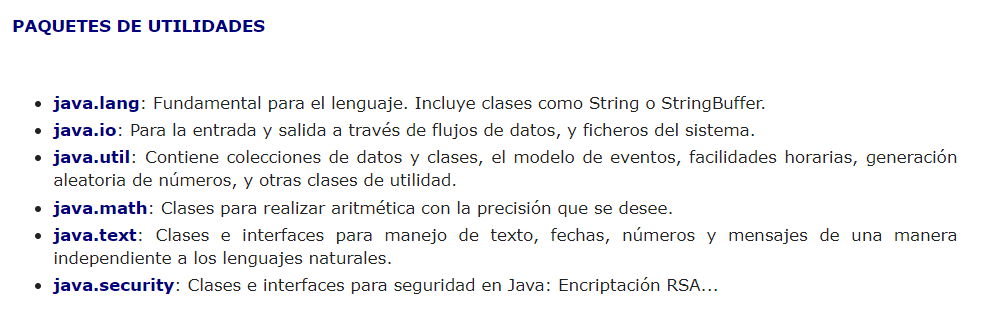 PAQUETES DE UTILIDADES
• java.lang: Fundamental para el lenguaje. Incluye clases como String o StringBuffer.
• java.io: Para la entrada y salida a través de flujos de datos, y ficheros del sistema.
• java.util: Contiene colecciones de datos y clases, el modelo de eventos, facilidades horarias, generación
aleatoria de números, y otras clases de utilidad.
• java.math: Clases para realizar aritmética con la precisión que se desee.
• java.text: Clases e interfaces para manejo de texto, fechas, números y mensajes de una manera
independiente a los lenguajes naturales.
• java.security: Clases e interfaces para seguridad en Java: Encriptación RSA...